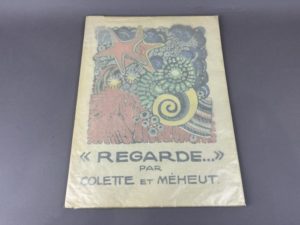 « REGARDE... »
PAR
COLETTE ET MÉHEUT.